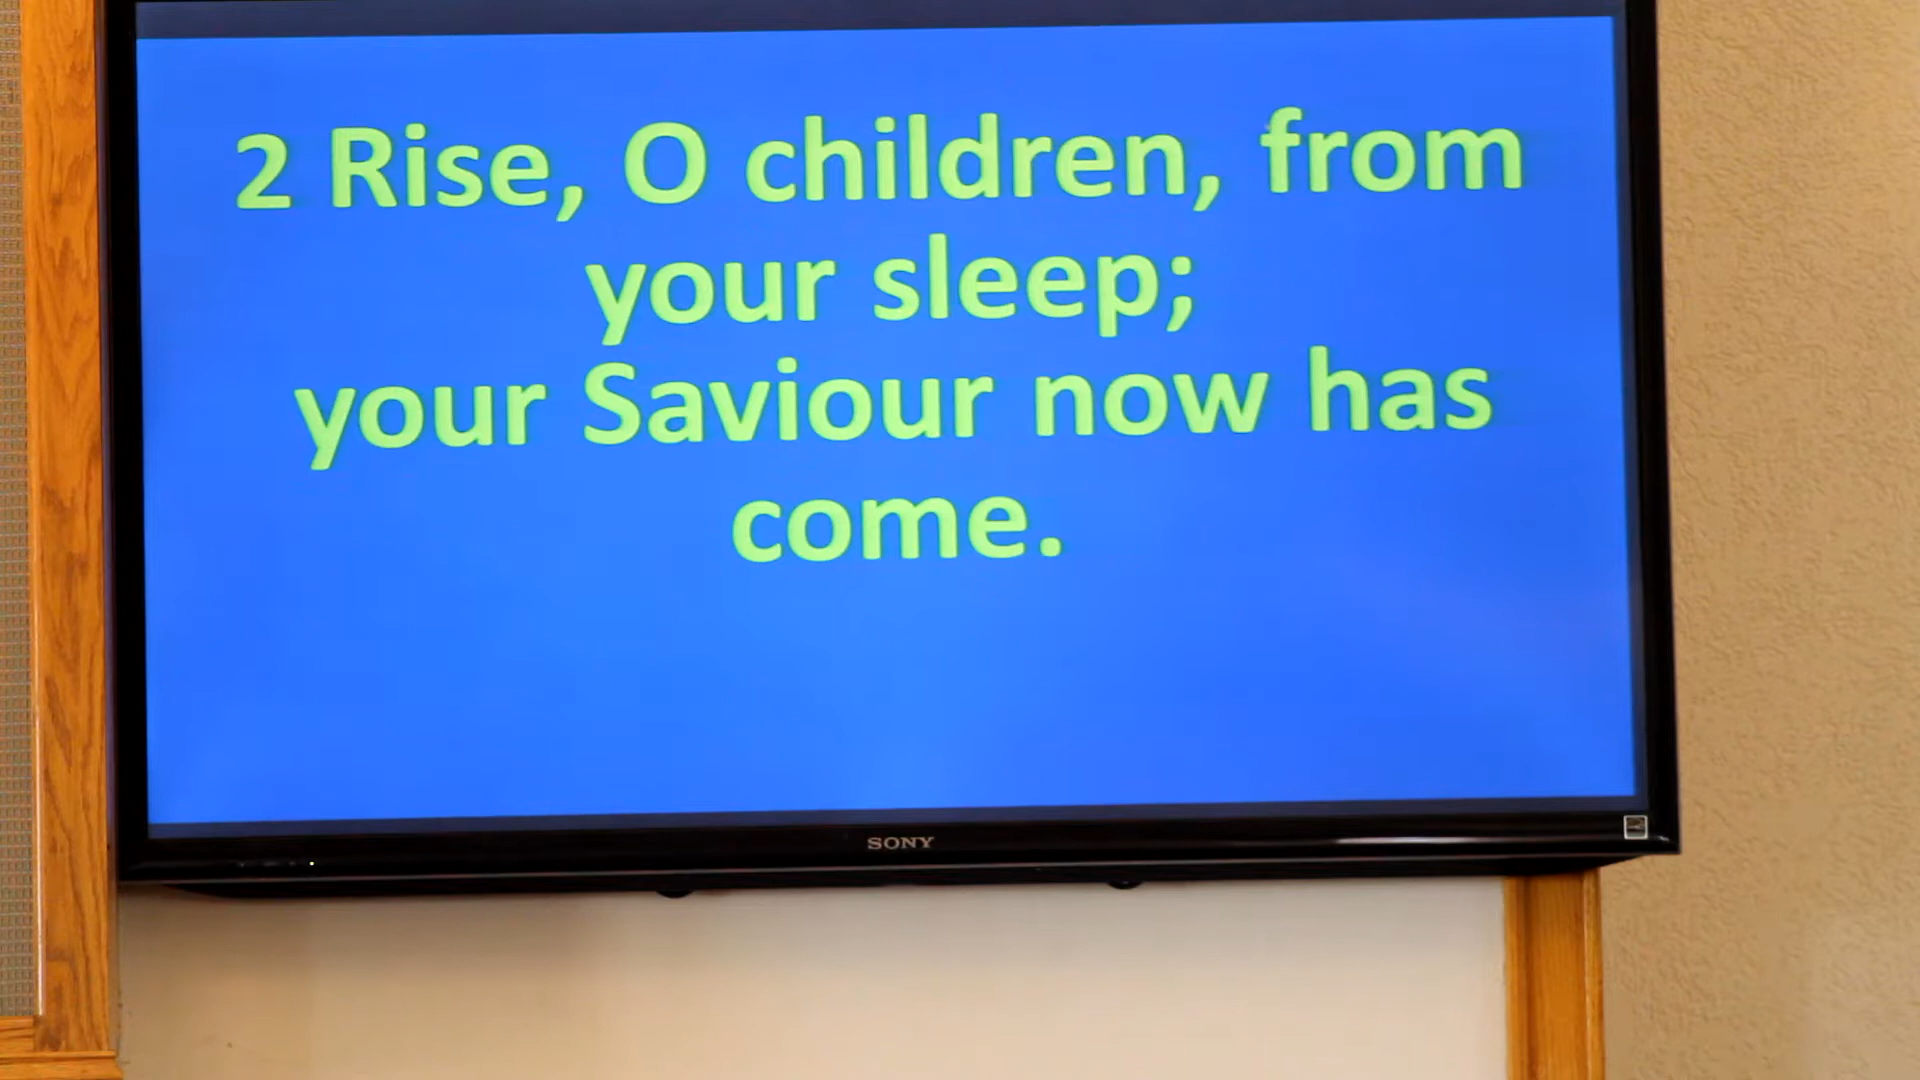 2 Rise, O children, from
your sleep;
your Saviour now has
come.
SONY